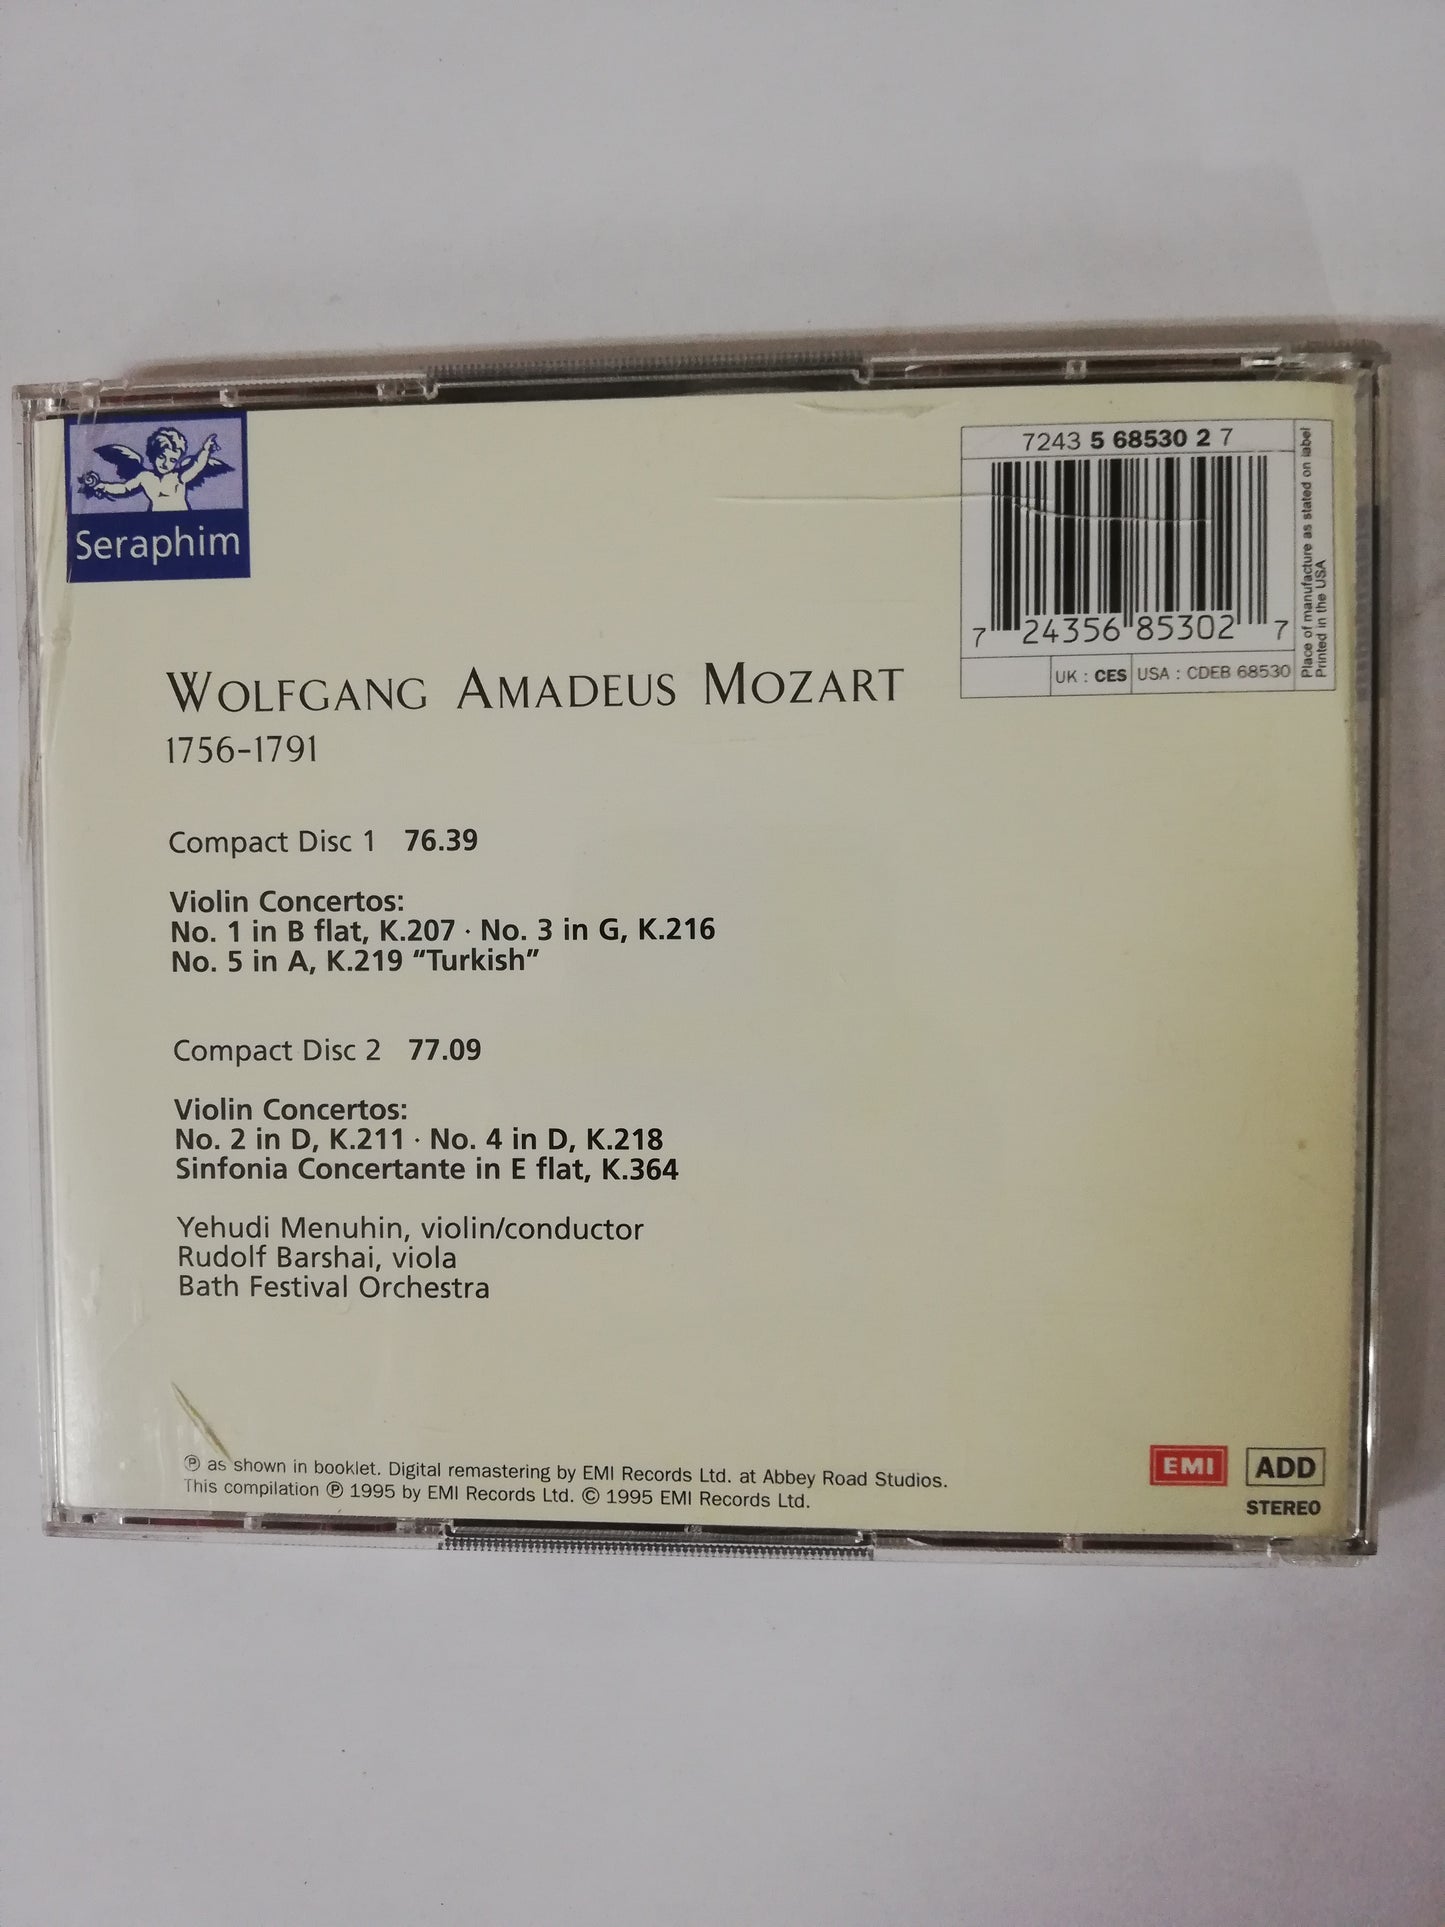 Seraphim
7243 5 68530 2 7
7 24356 85302 7
UK : CES USA : CDEB 68530
Place of manufacture as stated on label
Printed in the USA
WOLFGANG AMADEUS MOZART
1756-1791
Compact Disc 1 76.39
Violin Concertos:
No. 1 in B flat, K.207 · No. 3 in G, K.216
No. 5 in A, K.219 “Turkish”
Compact Disc 2 77.09
Violin Concertos:
No. 2 in D, K.211 · No. 4 in D, K.218
Sinfonia Concertante in E flat, K.364
Yehudi Menuhin, violin/conductor
Rudolf Barshai, viola
Bath Festival Orchestra
℗ as shown in booklet. Digital remastering by EMI Records Ltd. at Abbey Road Studios.
This compilation ℗ 1995 by EMI Records Ltd. © 1995 EMI Records Ltd.
EMI ADD
STEREO